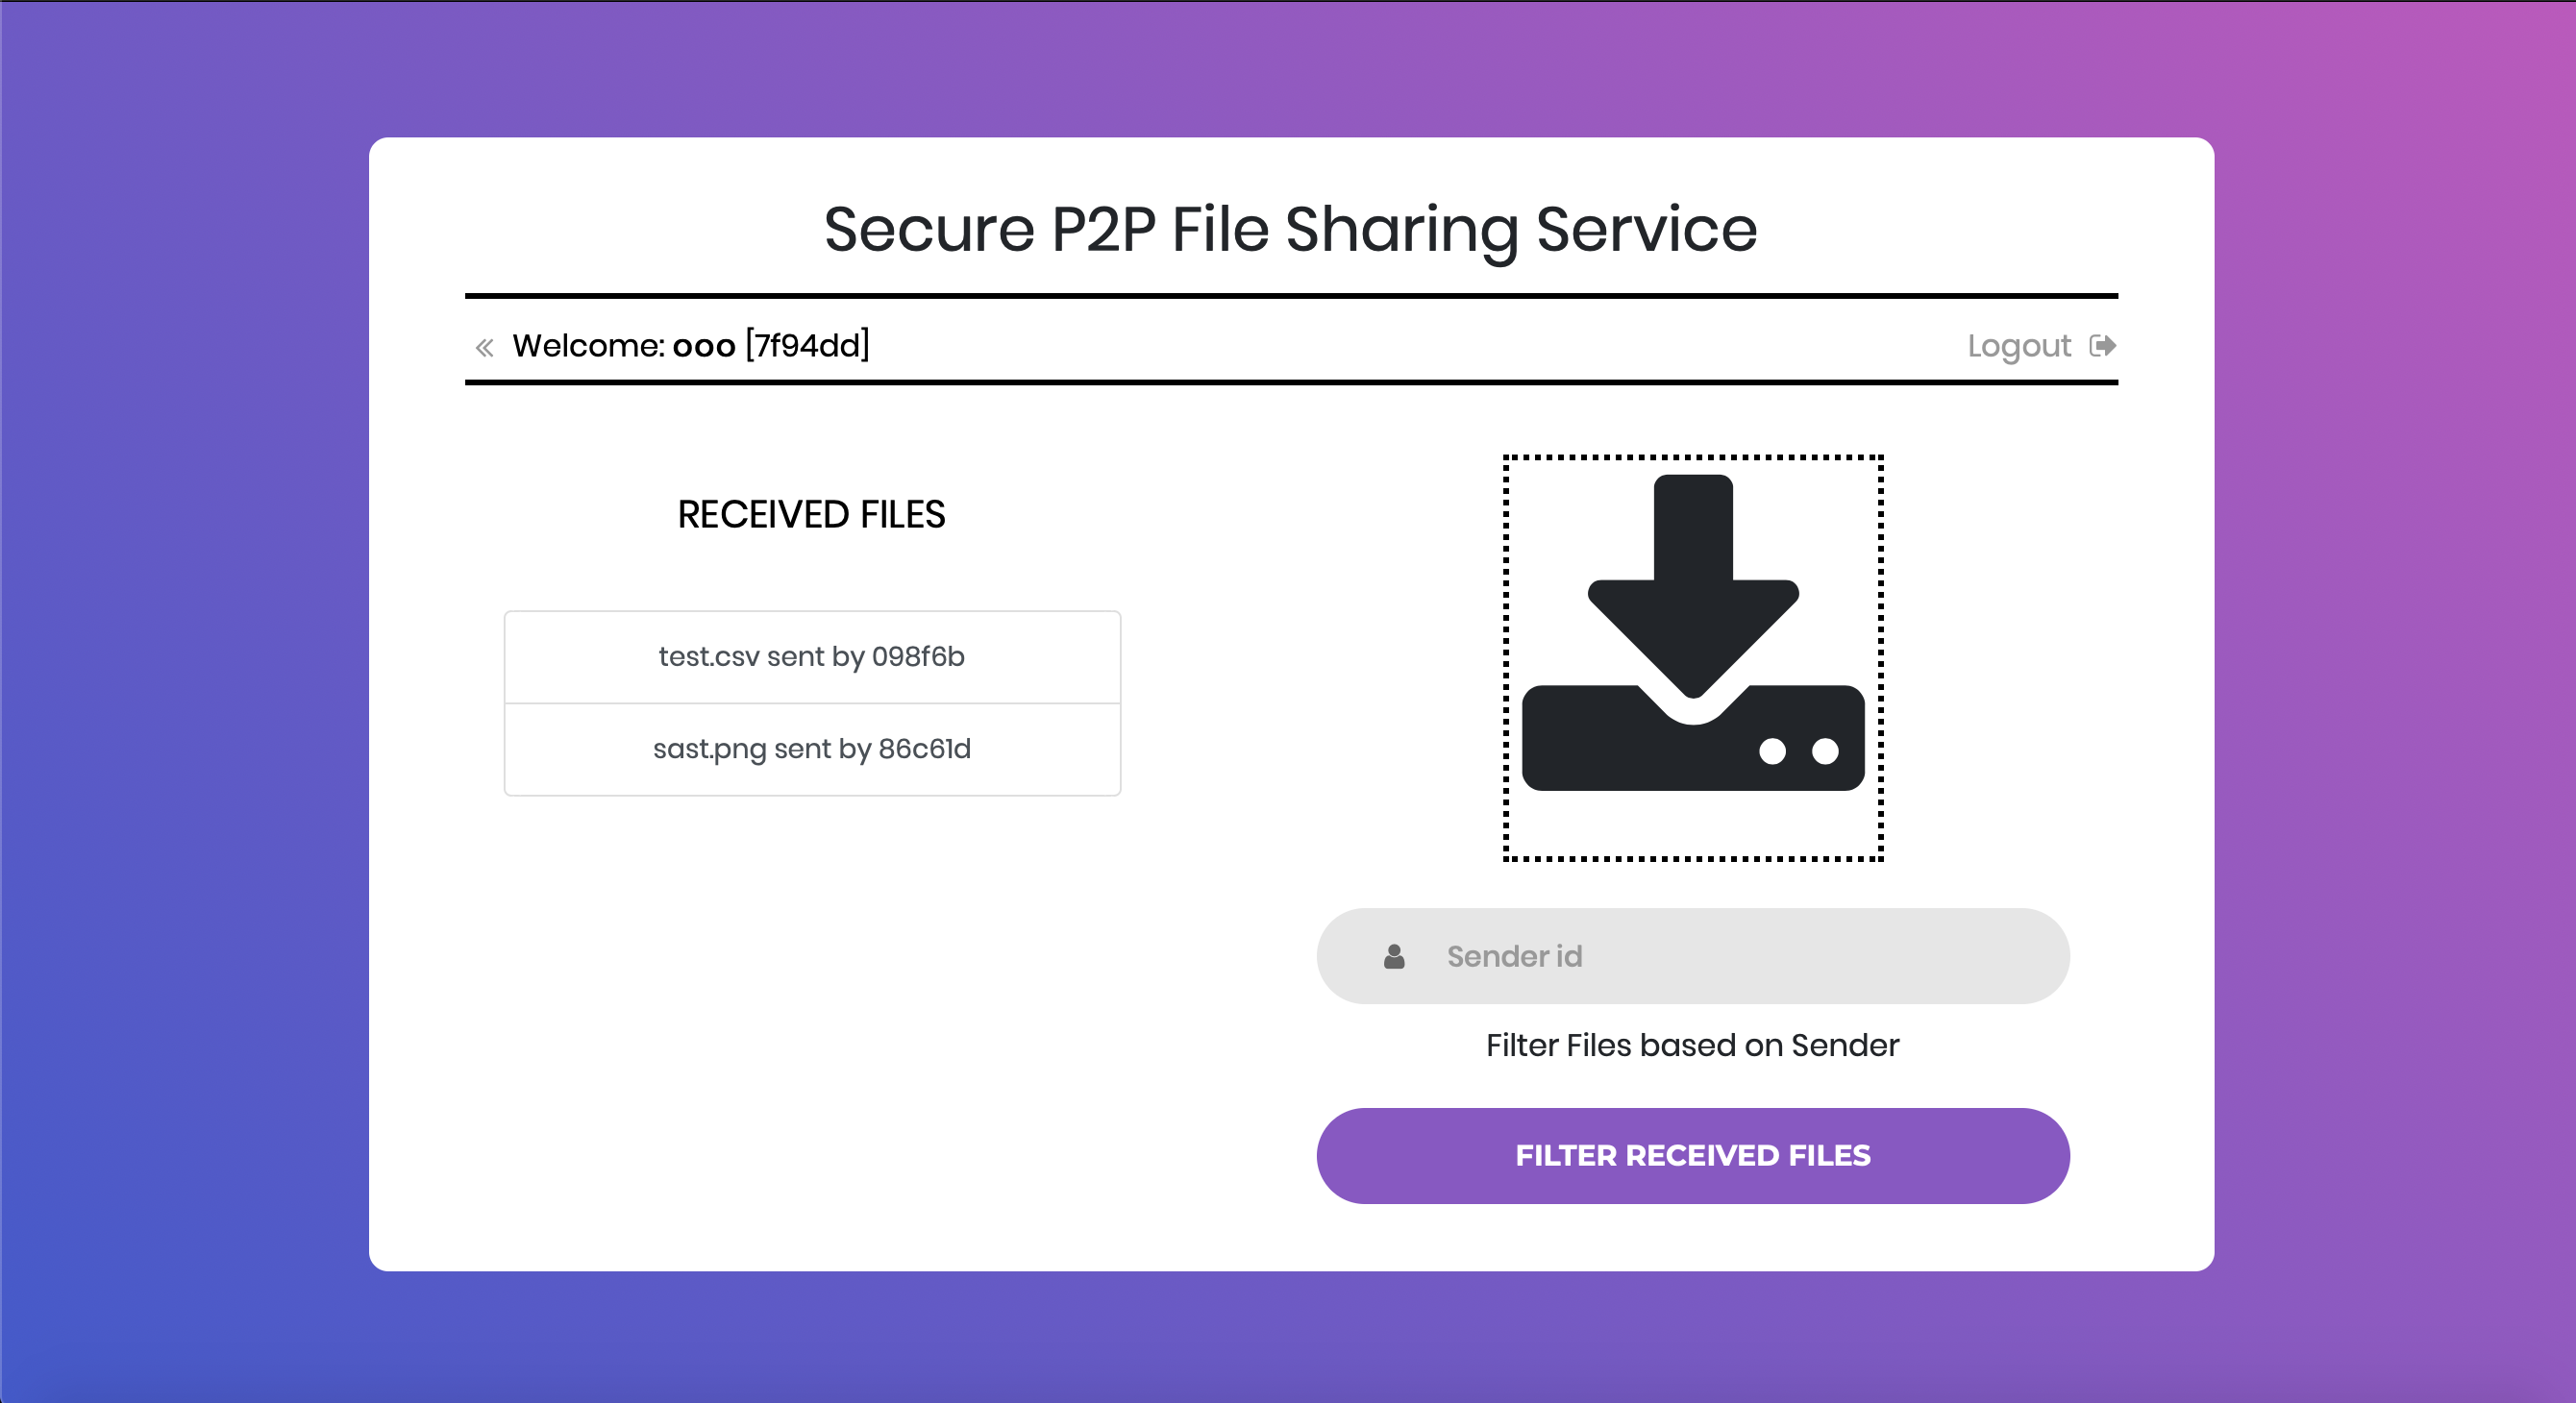 Secure P2P File Sharing Service
« Welcome: ooo [7f94dd]
Logout
RECEIVED FILES
test.csv sent by 098f6b
sast.png sent by 86c61d
Sender id
Filter Files based on Sender
FILTER RECEIVED FILES